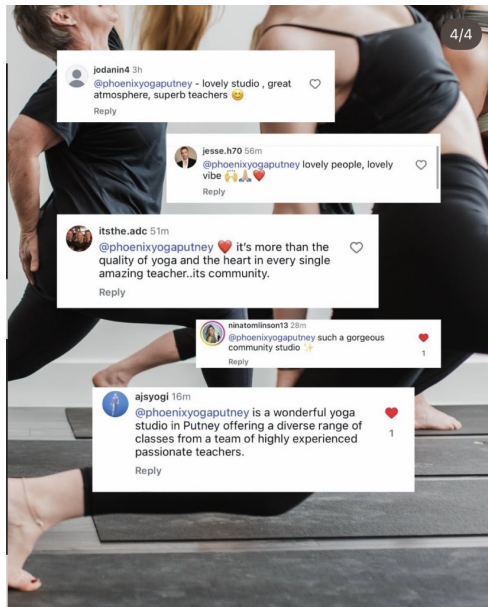 4/4
jodanin4 3h
@phoenixyogaputney - lovely studio , great
atmosphere, superb teachers 😊
Reply
jesse.h70 56m
@phoenixyogaputney lovely people, lovely
vibe 🙌🙏🏼❤️
Reply
itsthe.adc 51m
@phoenixyogaputney ❤️ it's more than the
quality of yoga and the heart in every single
amazing teacher..its community.
Reply
ninatomlinson13 28m
@phoenixyogaputney such a gorgeous
community studio ✨
Reply
1
ajsyogi 16m
@phoenixyogaputney is a wonderful yoga
studio in Putney offering a diverse range of
classes from a team of highly experienced
passionate teachers.
Reply
1